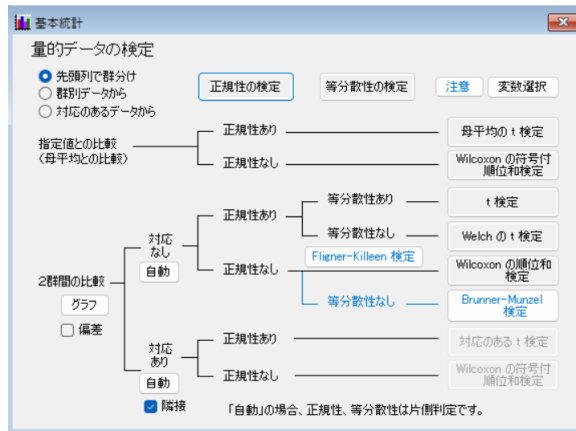 基本統計
量的データの検定
先頭列で群分け
群別データから
対応のあるデータから
正規性の検定
等分散性の検定
注意
変数選択
指定値との比較
(母平均との比較)
正規性あり
母平均の t 検定
正規性なし
Wilcoxon の符号付
順位和検定
2群間の比較
グラフ
偏差
対応
なし
自動
正規性あり
等分散性あり
t 検定
等分散性なし
Welch の t 検定
Fligner-Killeen 検定
正規性なし
Wilcoxon の順位和
検定
等分散性なし
Brunner-Munzel
検定
対応
あり
自動
隣接
正規性あり
対応のある t 検定
正規性なし
Wilcoxon の符号付
順位和検定
「自動」の場合、正規性、等分散性は片側判定です。